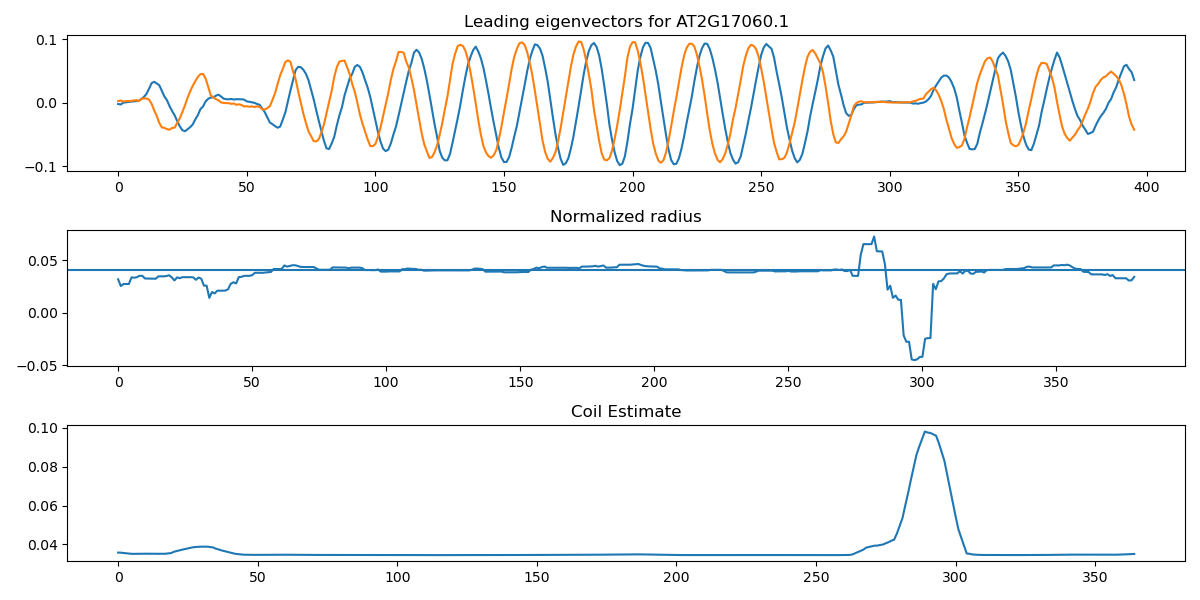 Leading eigenvectors for AT2G17060.1
0.1
0.0
−0.1
0 50 100 150 200 250 300 350 400
Normalized radius
0.05
0.00
−0.05
0 50 100 150 200 250 300 350
Coil Estimate
0.10
0.08
0.06
0.04
0 50 100 150 200 250 300 350